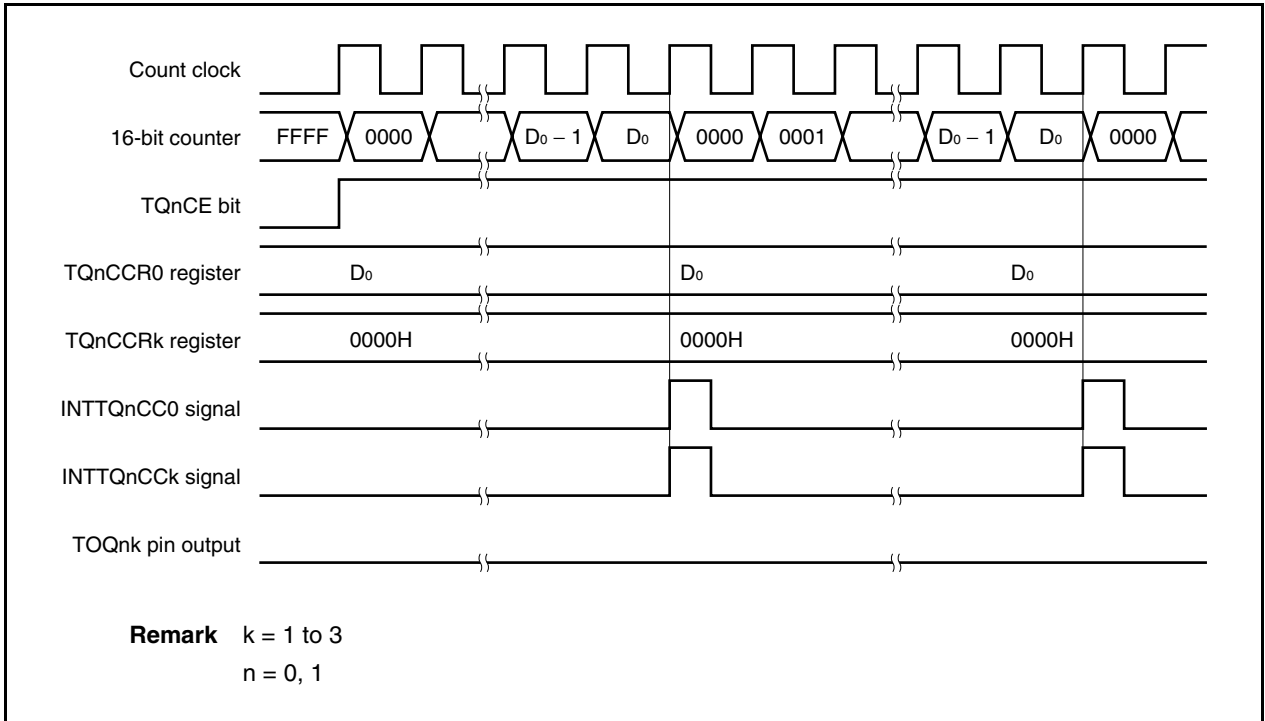 Count clock
16-bit counter FFFF 0000 D0 − 1 D0 0000 0001 D0 − 1 D0 0000
TQnCE bit
TQnCCR0 register D0 D0 D0
TQnCCRk register 0000H 0000H 0000H
INTTQnCC0 signal
INTTQnCCk signal
TOQnk pin output
Remark k = 1 to 3
n = 0, 1